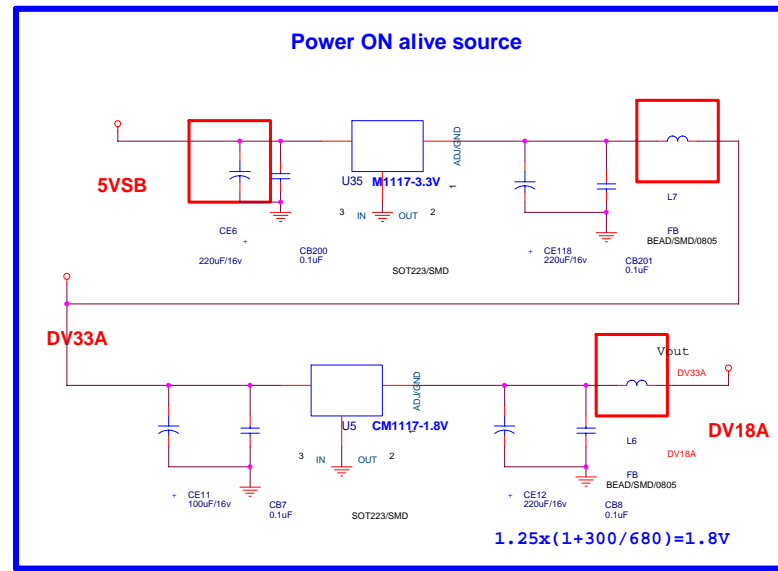 Power ON alive source
ADJ/GND
5VSB
U35 M1117-3.3V
1
L7
3 IN OUT 2
CE6
+
220uF/16v
CB200
0.1uF
SOT223/SMD
+ CE118
220uF/16v
CB201
0.1uF
FB
BEAD/SMD/0805
DV33A
Vout
DV33A
ADJ/GND
U5 CM1117-1.8V
1
DV18A
L6
3 IN OUT 2
DV18A
FB
BEAD/SMD/0805
+ CE11
100uF/16v
CB7
0.1uF
SOT223/SMD
+ CE12
220uF/16v
CB8
0.1uF
1.25x(1+300/680)=1.8V